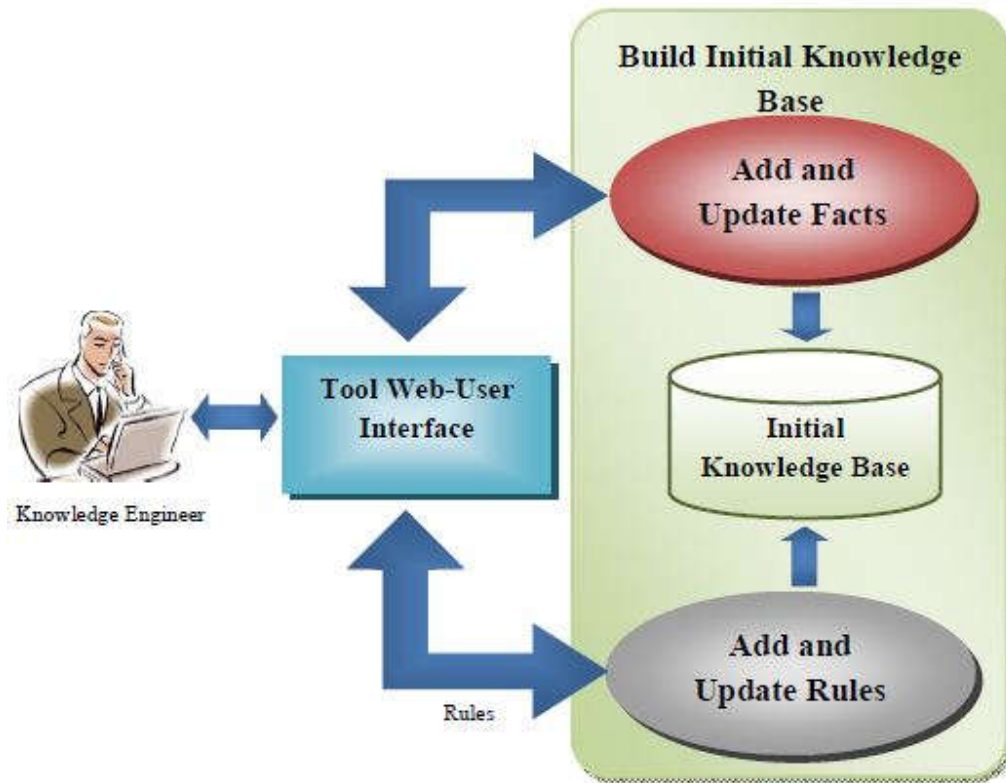 Build Initial Knowledge
Base
Add and
Update Facts
Tool Web-User
Interface
Initial
Knowledge Base
Knowledge Engineer
Add and
Update Rules
Rules